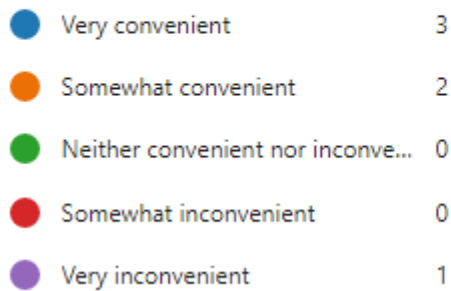 Very convenient 3
Somewhat convenient 2
Neither convenient nor inconve... 0
Somewhat inconvenient 0
Very inconvenient 1